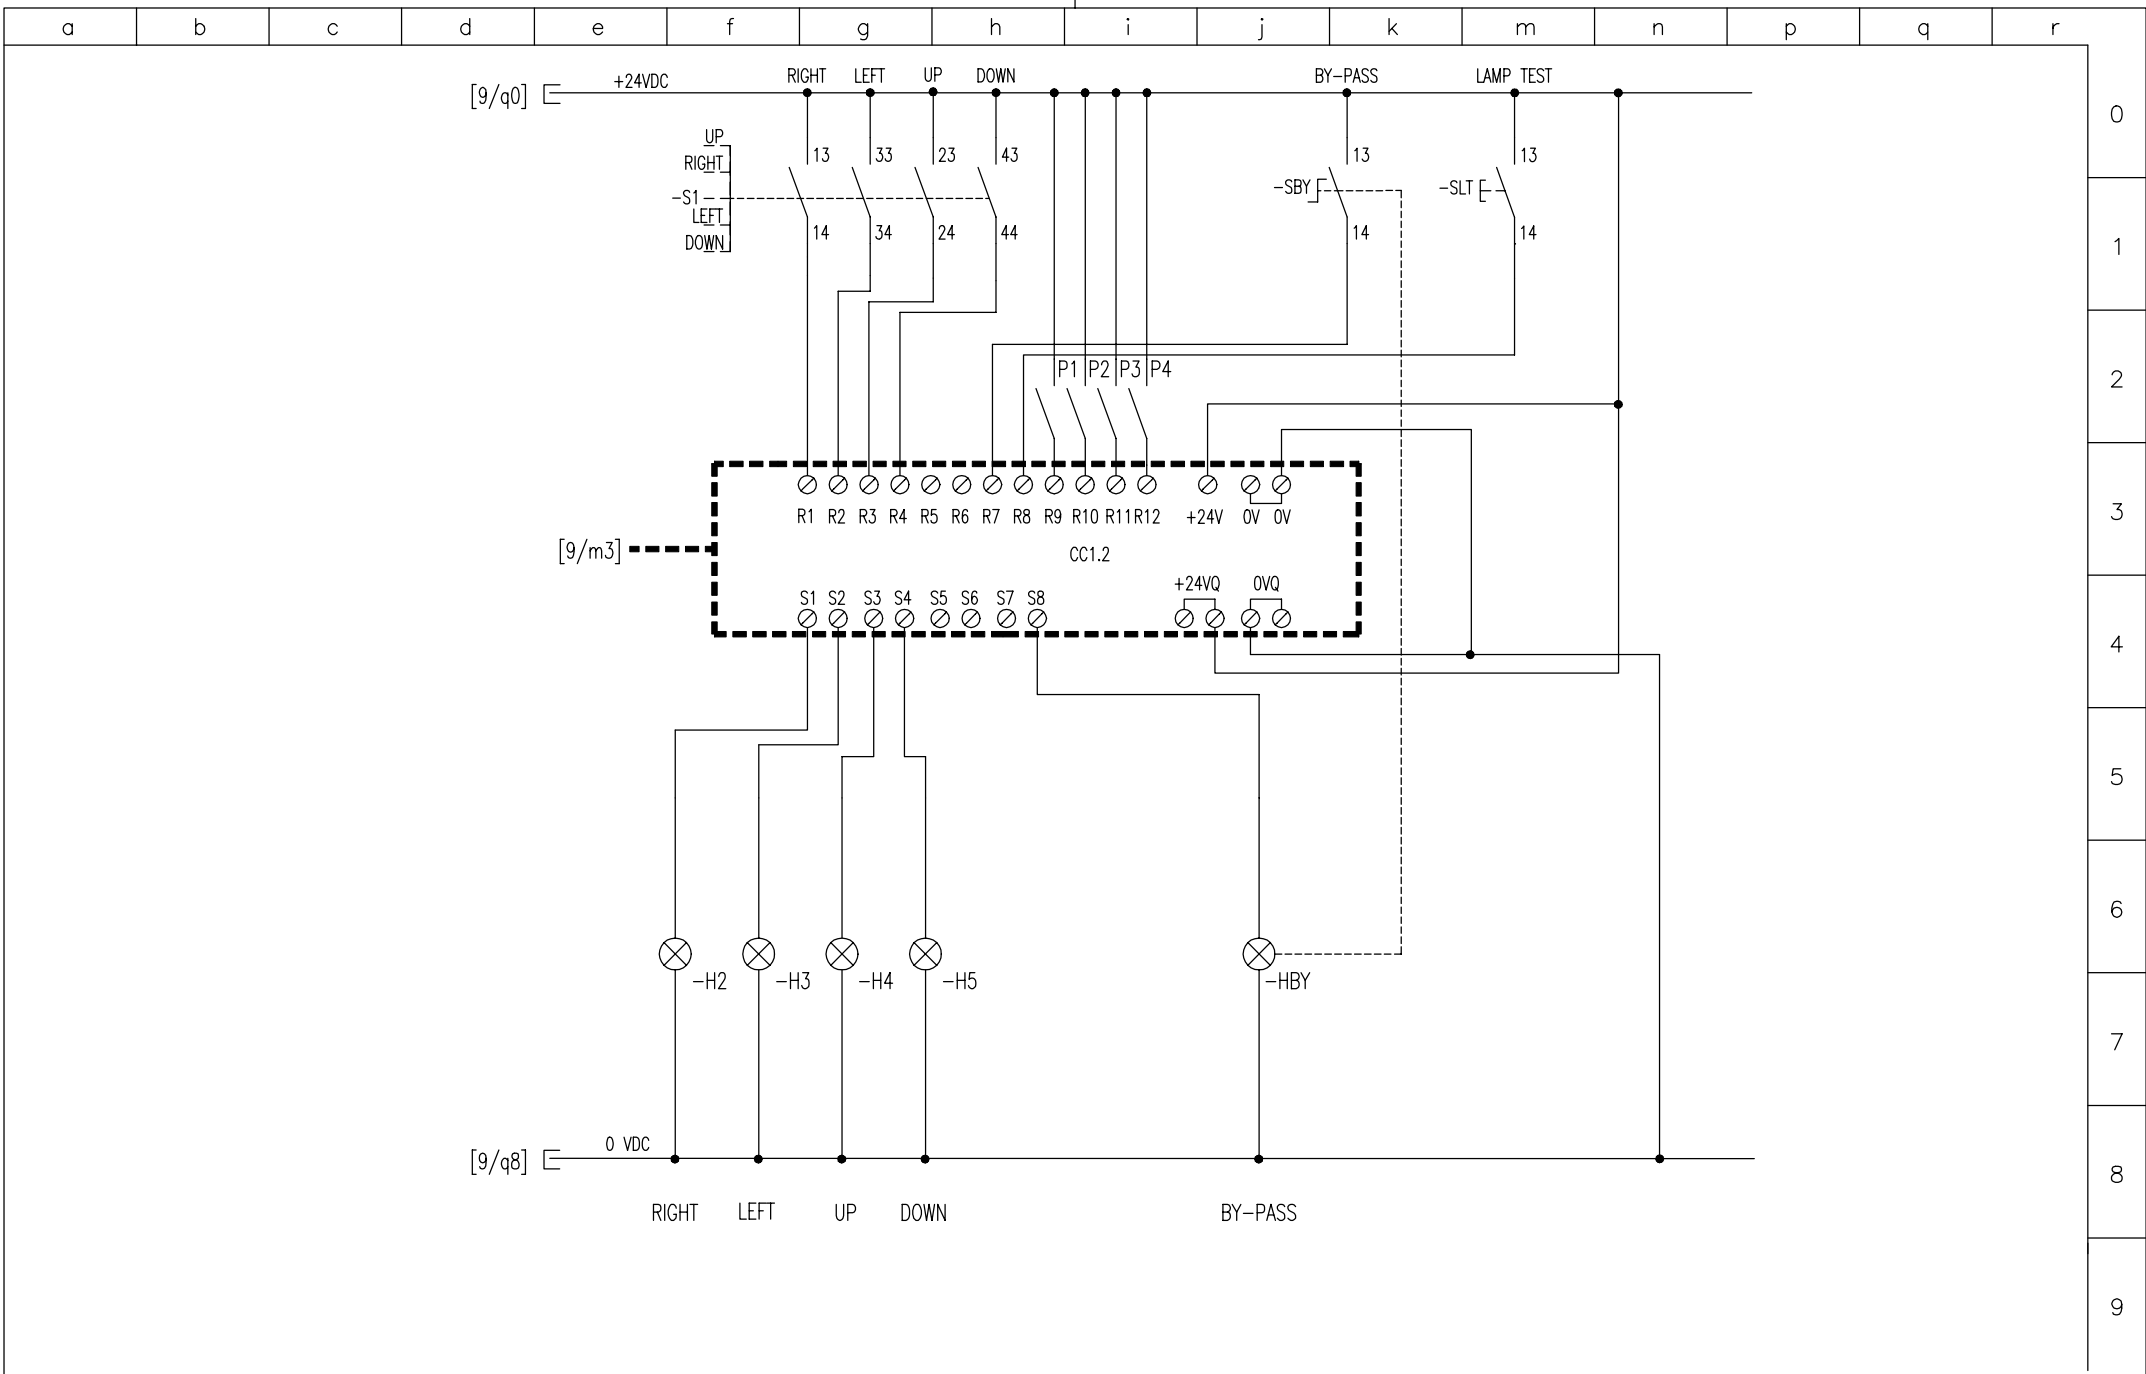 a b c d e f g h i j k m n p q r
RIGHT LEFT UP DOWN BY-PASS LAMP TEST
[9/q0] +24VDC
0
UP
RIGHT 13 33 23 43 13 13
-S1 -SBY -SLT
LEFT
DOWN 14 34 24 44 14 14
1
P1 P2 P3 P4
2
R1 R2 R3 R4 R5 R6 R7 R8 R9 R10 R11 R12 +24V 0V 0V
3
[9/m3] CC1.2
+24VQ 0VQ
S1 S2 S3 S4 S5 S6 S7 S8
4
5
6
-H2 -H3 -H4 -H5 -HBY
7
0 VDC
[9/q8]
8
RIGHT LEFT UP DOWN BY-PASS
9